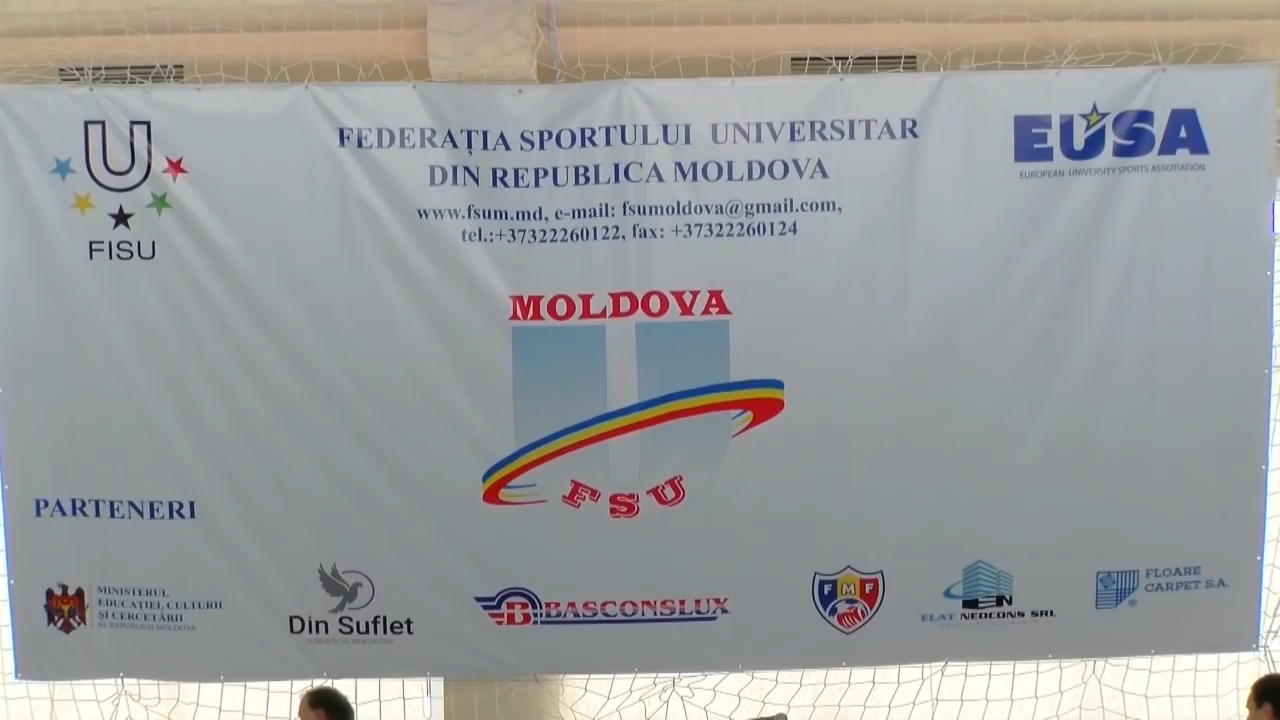 FEDERAȚIA SPORTULUI UNIVERSITAR
DIN REPUBLICA MOLDOVA
www.fsum.md, e-mail: fsumoldova@gmail.com,
tel.:+37322260122, fax: +37322260124
U
FISU
EUSA
EUROPEAN UNIVERSITY SPORTS ASSOTIATION
MOLDOVA
FSU
PARTENERI
MINISTERUL
EDUCAȚIEI, CULTURII
ȘI CERCETĂRII
AL REPUBLICII MOLDOVA
Din Suflet
B BASCONSLUX
FMF
EN
ELAT NEOCONS SRL
FLOARE
CARPET S.A.